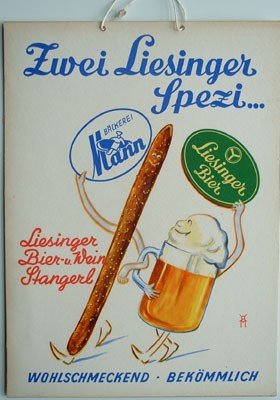 Zwei Liesinger
Spezi...
BÄCKEREI
Mann
Liesinger
Bier
Liesinger
Bier-u Wein
Stangerl
WOHLSCHMECKEND · BEKÖMMLICH